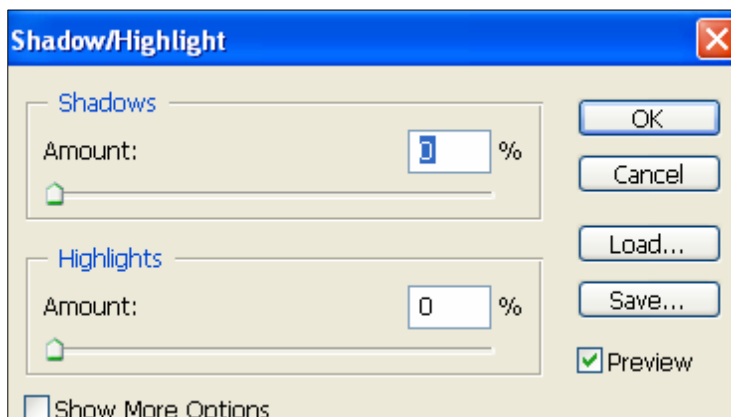 Shadow/Highlight
Shadows
Amount:
0
%
Highlights
Amount:
0
%
Show More Options
OK
Cancel
Load...
Save...
Preview